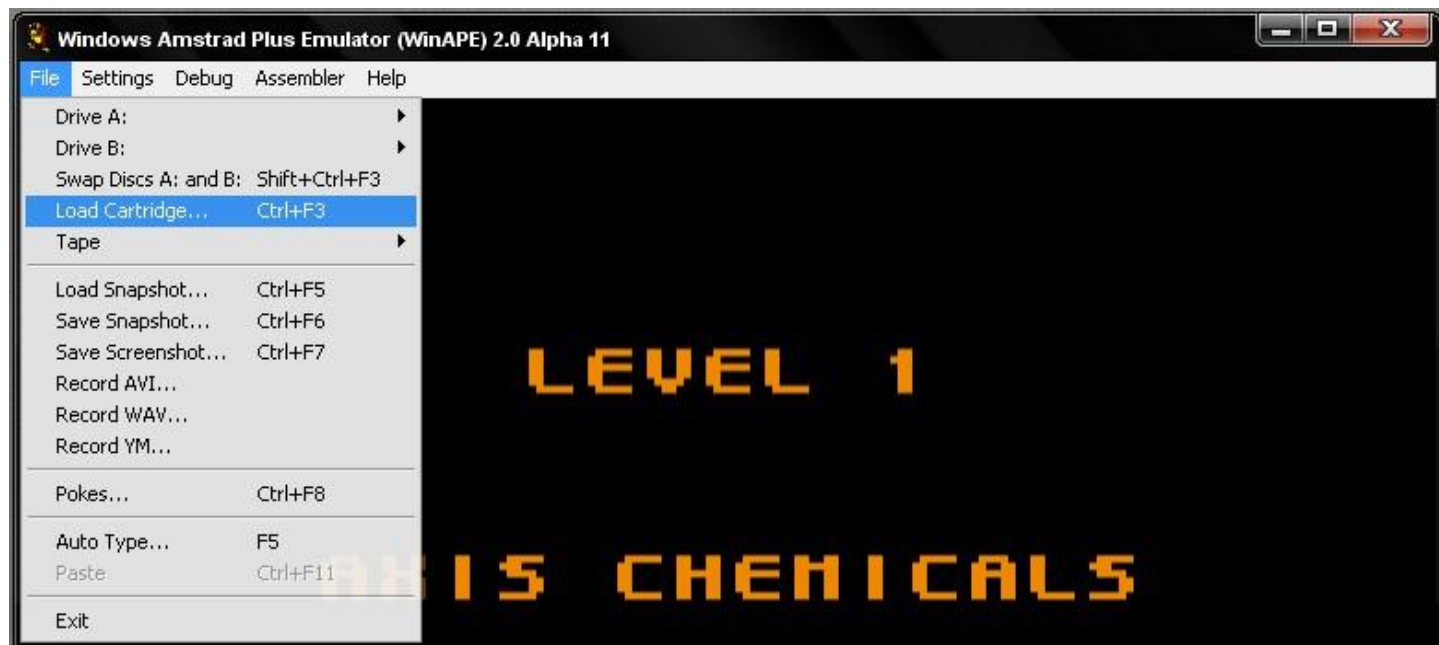 Windows Amstrad Plus Emulator (WinAPE) 2.0 Alpha 11
File Settings Debug Assembler Help
Drive A:
Drive B:
Swap Discs A: and B: Shift+Ctrl+F3
Load Cartridge... Ctrl+F3
Tape
Load Snapshot... Ctrl+F5
Save Snapshot... Ctrl+F6
Save Screenshot... Ctrl+F7
Record AVI...
Record WAV...
Record YM...
Pokes... Ctrl+F8
Auto Type... F5
Paste Ctrl+F11
Exit
LEVEL 1
AXIS CHEMICALS